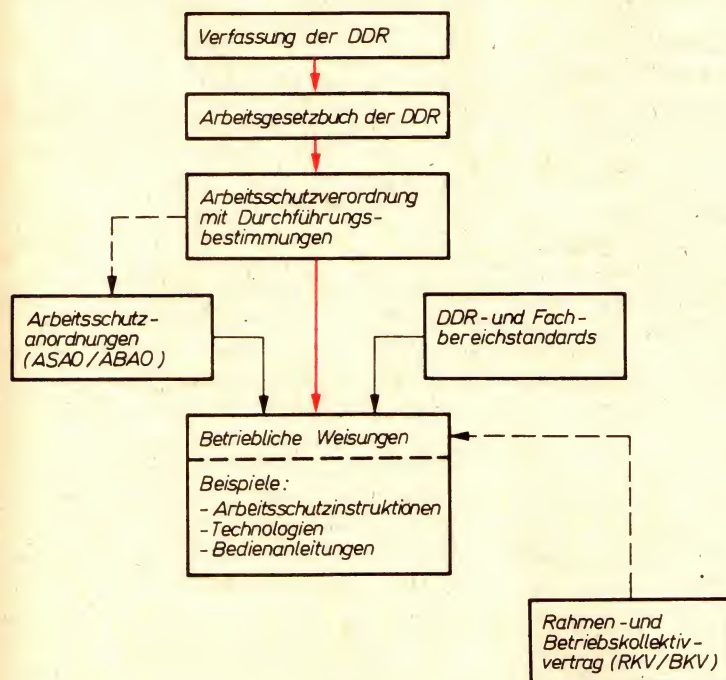 Verfassung der DDR
Arbeitsgesetzbuch der DDR
Arbeitsschutzverordnung
mit Durchführungs-
bestimmungen
Arbeitsschutz-
anordnungen
(ASAO/ABAO)
DDR- und Fach-
bereichstandards
Betriebliche Weisungen
Beispiele:
- Arbeitsschutzinstruktionen
- Technologien
- Bedienanleitungen
Rahmen- und
Betriebskollektiv-
vertrag (RKV/BKV)